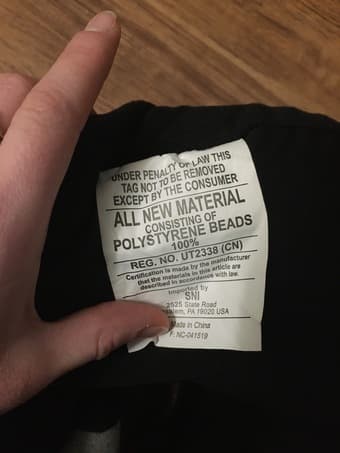 UNDER PENALTY OF LAW THIS
TAG NOT TO BE REMOVED
EXCEPT BY THE CONSUMER
ALL NEW MATERIAL
CONSISTING OF
POLYSTYRENE BEADS
100%
REG. NO. UT2338 (CN)
Certification is made by the manufacturer
that the materials in this article are
described in accordance with law.
Imported by
SNI
2525 State Road
PA 19020 USA
Made in China
NC-041519